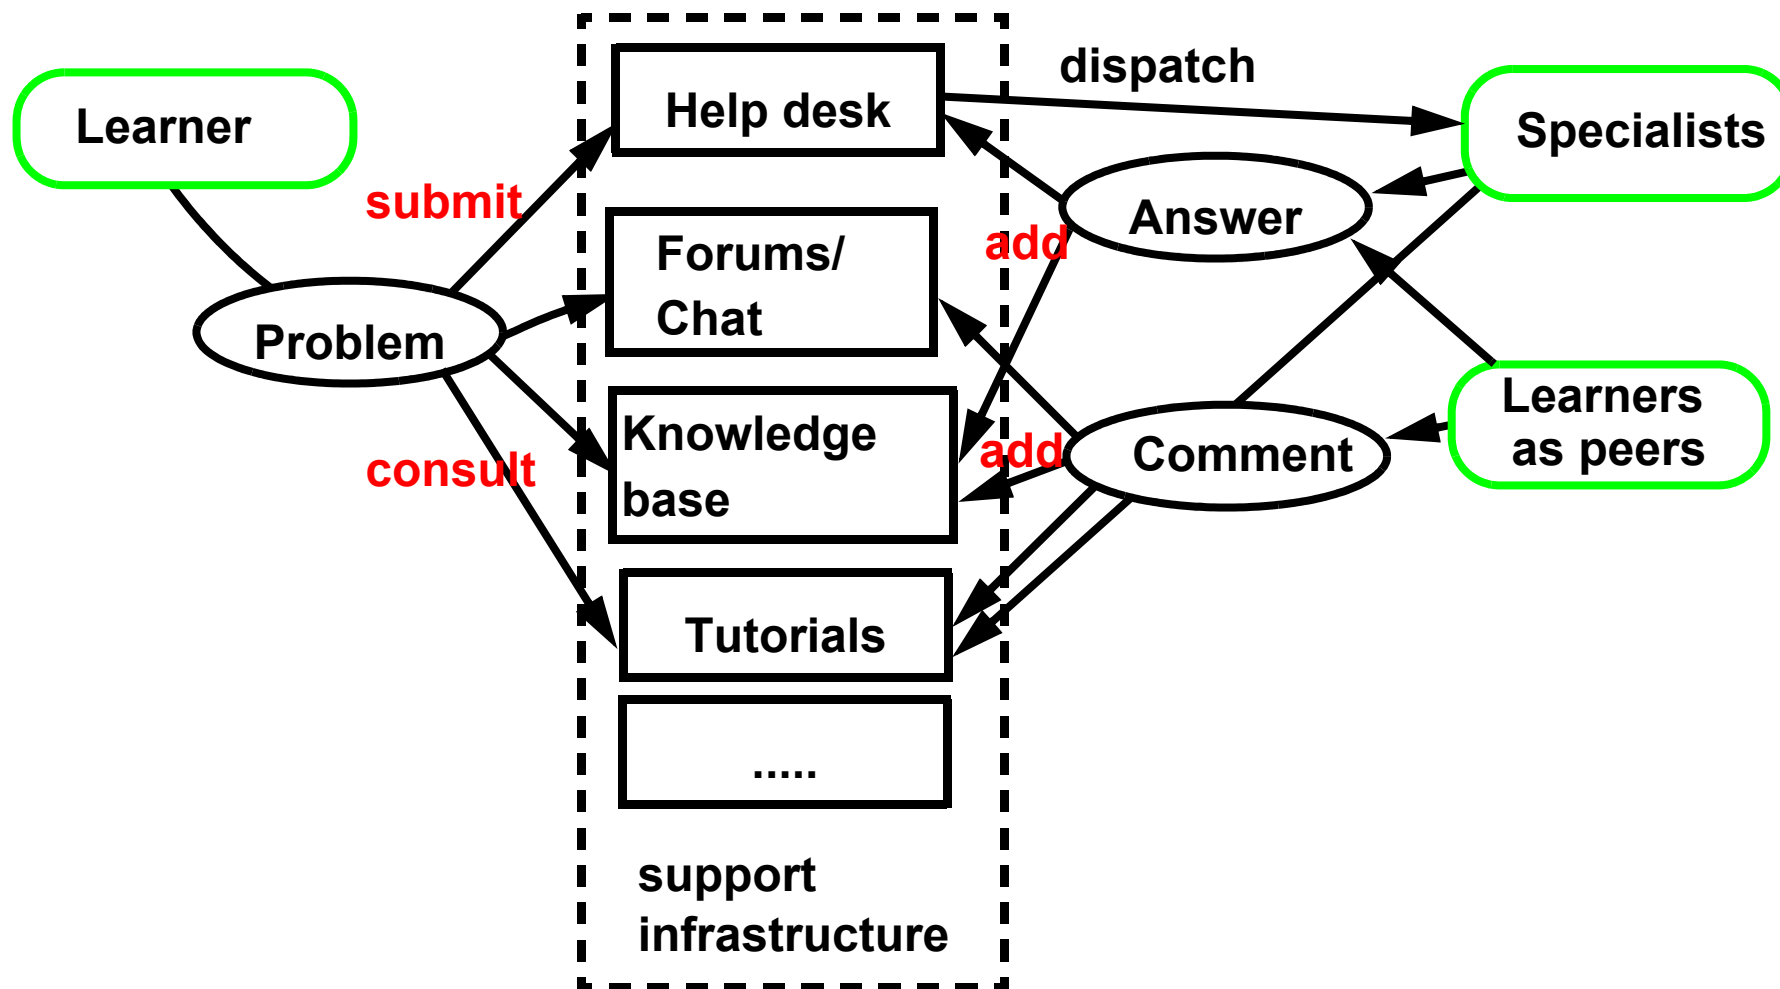 Learner
submit
Problem
consult
Help desk
Forums/
Chat
Knowledge
base
Tutorials
.....
support
infrastructure
dispatch
Specialists
Answer
add
add
Comment
Learners
as peers